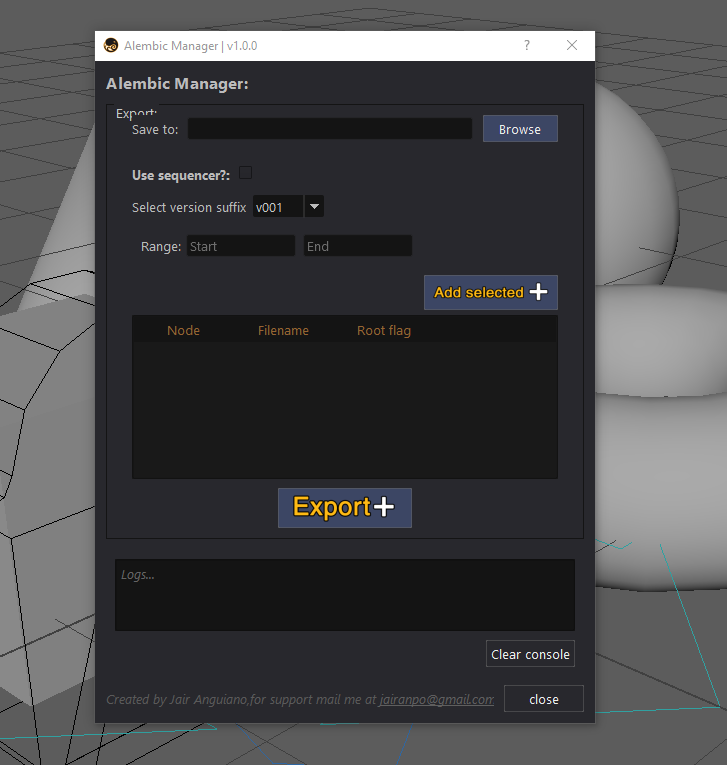 Alembic Manager | v1.0.0 ?
Alembic Manager:
Export:
Save to: Browse
Use sequencer?:
Select version suffix v001
Range: Start End
Add selected
Node Filename Root flag
Export
Logs...
Clear console
Created by Jair Anguiano,for support mail me at jairanpo@gmail.com close